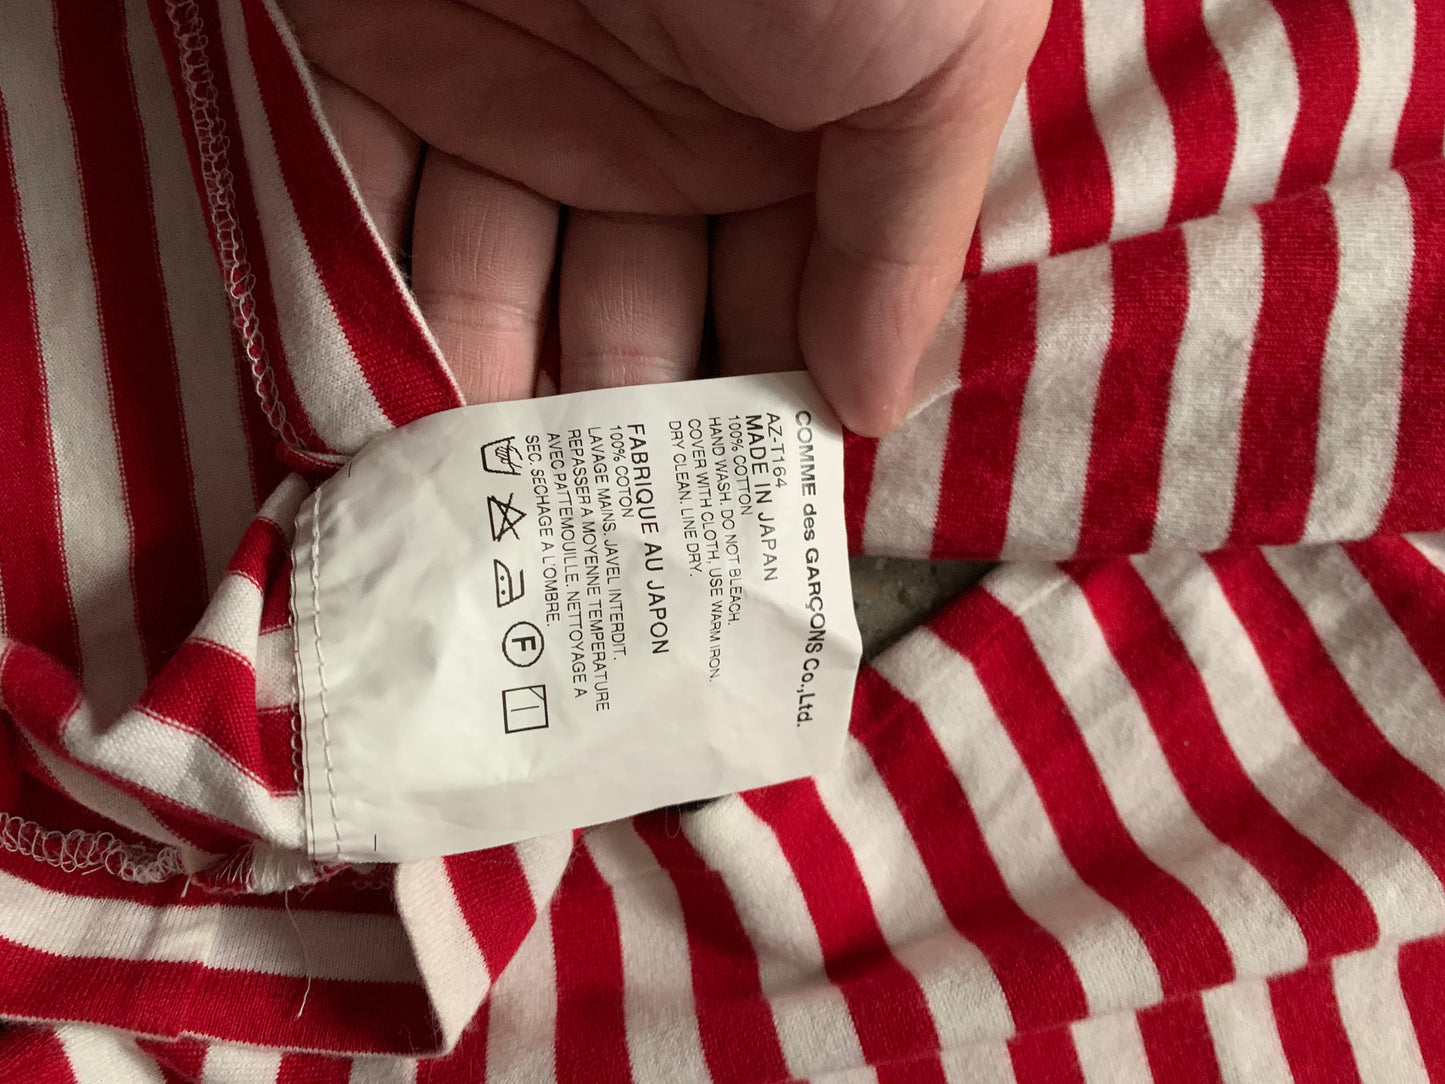 COMME des GARÇONS Co.,Ltd.
AZ-T164
MADE IN JAPAN
100% COTTON
HAND WASH. DO NOT BLEACH.
COVER WITH CLOTH, USE WARM IRON.
DRY CLEAN. LINE DRY.
FABRIQUE AU JAPON
100% COTON
LAVAGE MAINS. JAVEL INTERDIT.
REPASSER A MOYENNE TEMPERATURE
AVEC PATTEMOUILLE. NETTOYAGE A
SEC. SECHAGE A L'OMBRE.
F